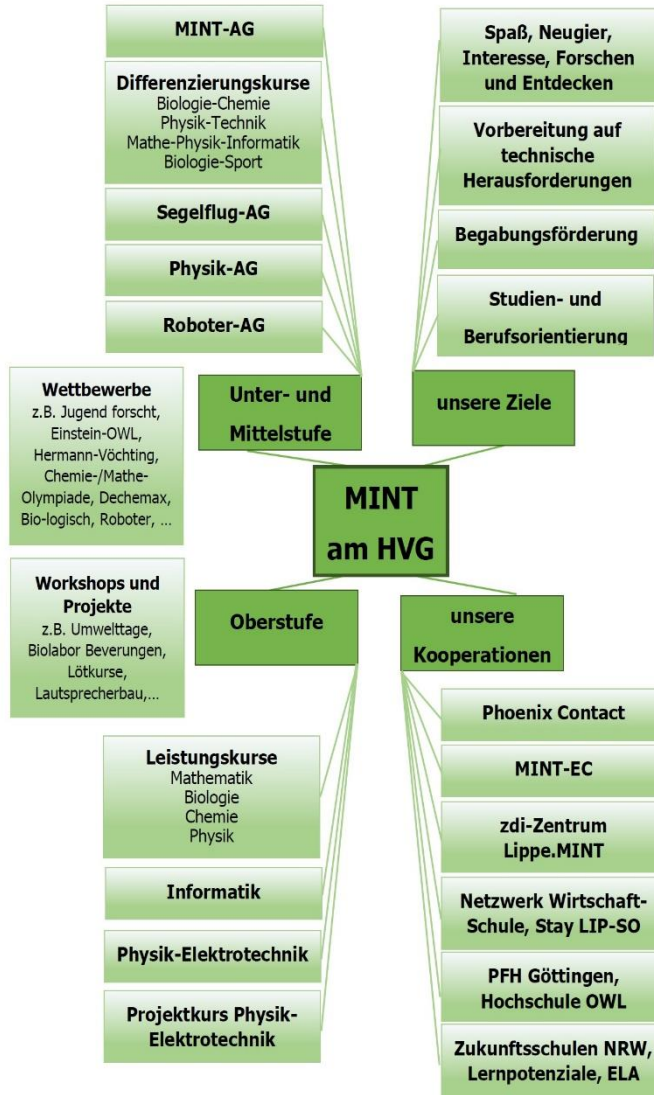 MINT-AG
Differenzierungskurse
Biologie-Chemie
Physik-Technik
Mathe-Physik-Informatik
Biologie-Sport
Segelflug-AG
Physik-AG
Roboter-AG
Spaß, Neugier,
Interesse, Forschen
und Entdecken
Vorbereitung auf
technische
Herausforderungen
Begabungsförderung
Studien- und
Berufsorientierung
Wettbewerbe
z.B. Jugend forscht,
Einstein-OWL,
Hermann-Vöchting,
Chemie-/Mathe-
Olympiade, Dechemax,
Bio-logisch, Roboter, ...
Unter- und
Mittelstufe
unsere Ziele
MINT
am HVG
Workshops und
Projekte
z.B. Umwelttage,
Biolabor Beverungen,
Lötkurse,
Lautsprecherbau,...
Oberstufe
unsere
Kooperationen
Leistungskurse
Mathematik
Biologie
Chemie
Physik
Informatik
Physik-Elektrotechnik
Projektkurs Physik-
Elektrotechnik
Phoenix Contact
MINT-EC
zdi-Zentrum
Lippe.MINT
Netzwerk Wirtschaft-
Schule, Stay LIP-SO
PFH Göttingen,
Hochschule OWL
Zukunftsschulen NRW,
Lernpotenziale, ELA